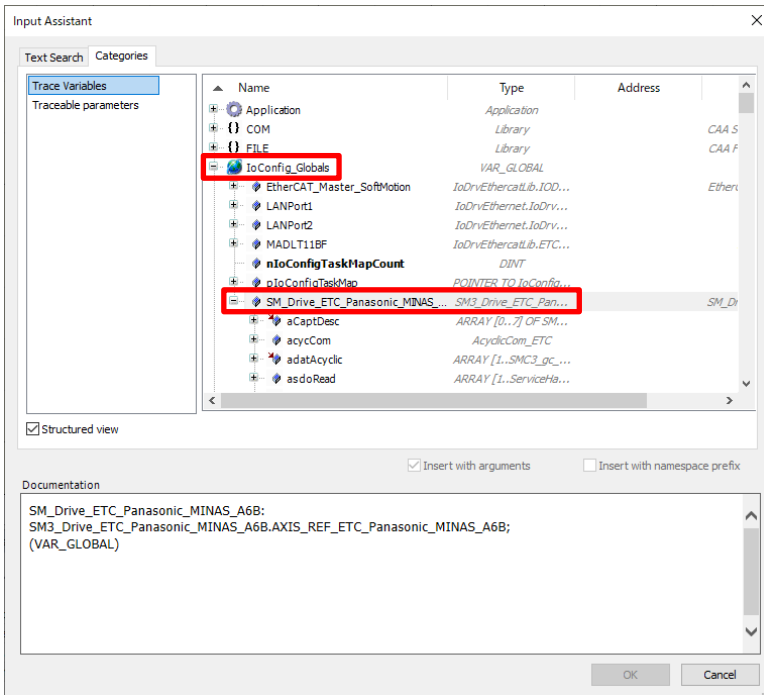 Input Assistant
Text Search Categories
Trace Variables
Traceable parameters
Name Type Address
Application Application
{} COM Library CAA S
{} FILE Library CAA F
IoConfig_Globals VAR_GLOBAL
EtherCAT_Master_SoftMotion IoDrvEthercatLib.IOD... Etherc
LANPort1 IoDrvEthernet.IoDrv...
LANPort2 IoDrvEthernet.IoDrv...
MADLT11BF IoDrvEthercatLib.ETC...
nIoConfigTaskMapCount DINT
pIoConfigTaskMap POINTER TO IoConfig...
SM_Drive_ETC_Panasonic_MINAS_... SM3_Drive_ETC_Pan... SM_Dr
aCaptDesc ARRAY [0..7] OF SM...
acycCom AcyclicCom_ETC
adatAcyclic ARRAY [1..SMC3_gc_...
asdoRead ARRAY [1..ServiceHa...
Structured view
Insert with arguments Insert with namespace prefix
Documentation
SM_Drive_ETC_Panasonic_MINAS_A6B:
SM3_Drive_ETC_Panasonic_MINAS_A6B.AXIS_REF_ETC_Panasonic_MINAS_A6B;
(VAR_GLOBAL)
OK Cancel